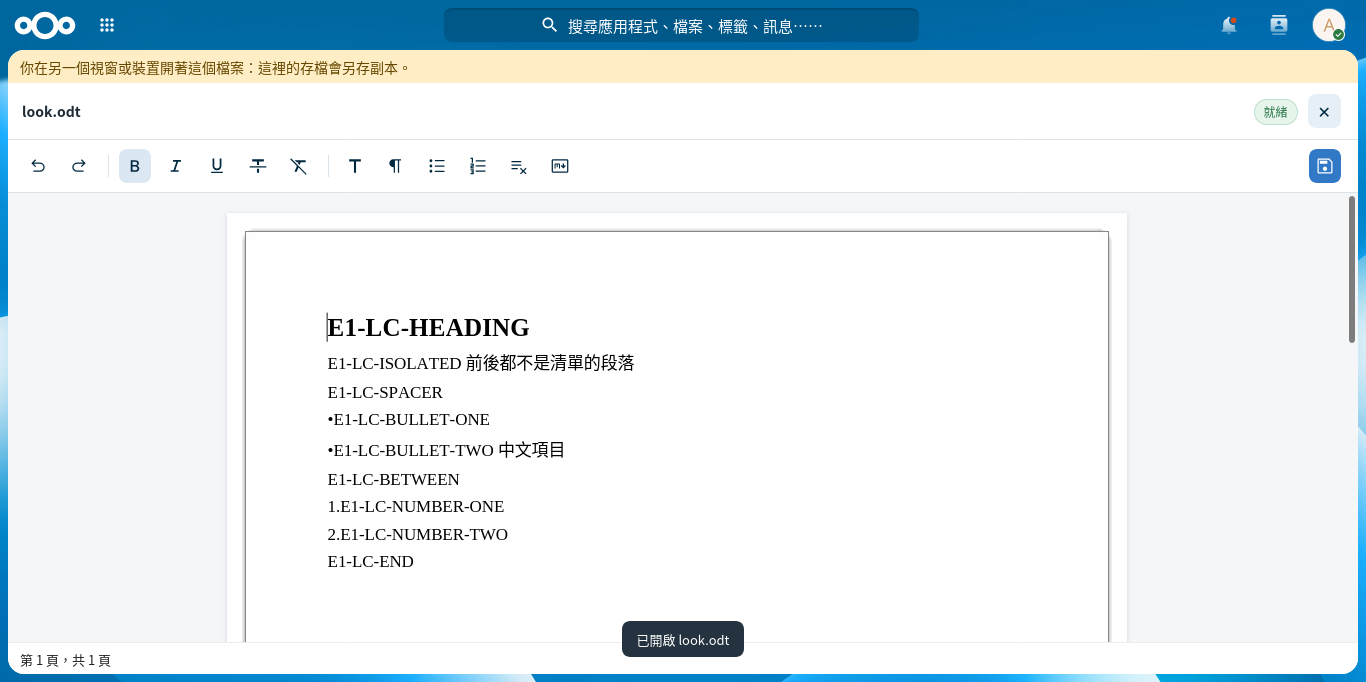 搜尋應用程式、檔案、標籤、訊息……
A
你在另一個視窗或裝置開著這個檔案：這裡的存檔會另存副本。
look.odt
就緒
E1-LC-HEADING
E1-LC-ISOLATED 前後都不是清單的段落
E1-LC-SPACER
•E1-LC-BULLET-ONE
•E1-LC-BULLET-TWO 中文項目
E1-LC-BETWEEN
1.E1-LC-NUMBER-ONE
2.E1-LC-NUMBER-TWO
E1-LC-END
已開啟 look.odt
第 1 頁，共 1 頁